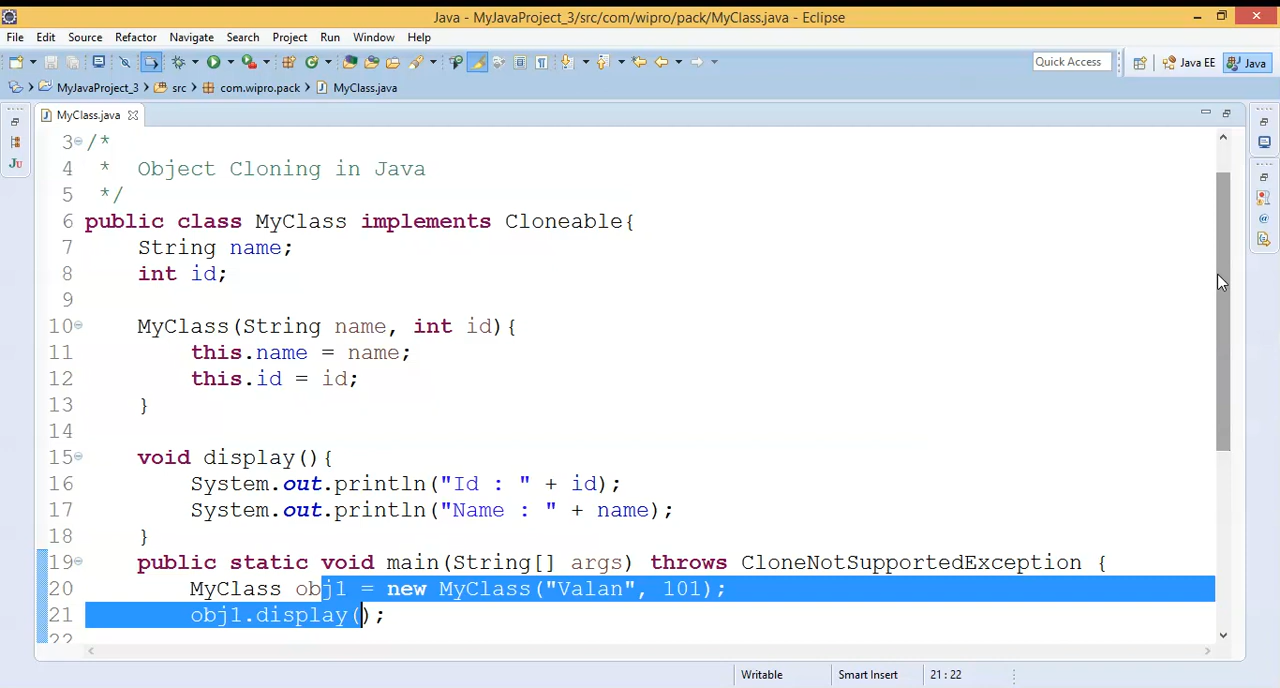 Java - MyJavaProject_3/src/com/wipro/pack/MyClass.java - Eclipse
File Edit Source Refactor Navigate Search Project Run Window Help
Quick Access Java EE Java
MyJavaProject_3 src com.wipro.pack MyClass.java
MyClass.java
3 /*
4 * Object Cloning in Java
5 */
6 public class MyClass implements Cloneable{
7 String name;
8 int id;
9
10 MyClass(String name, int id){
11 this.name = name;
12 this.id = id;
13 }
14
15 void display(){
16 System.out.println("Id : " + id);
17 System.out.println("Name : " + name);
18 }
19 public static void main(String[] args) throws CloneNotSupportedException {
20 MyClass obj1 = new MyClass("Valan", 101);
21 obj1.display();
22
Writable Smart Insert 21 : 22